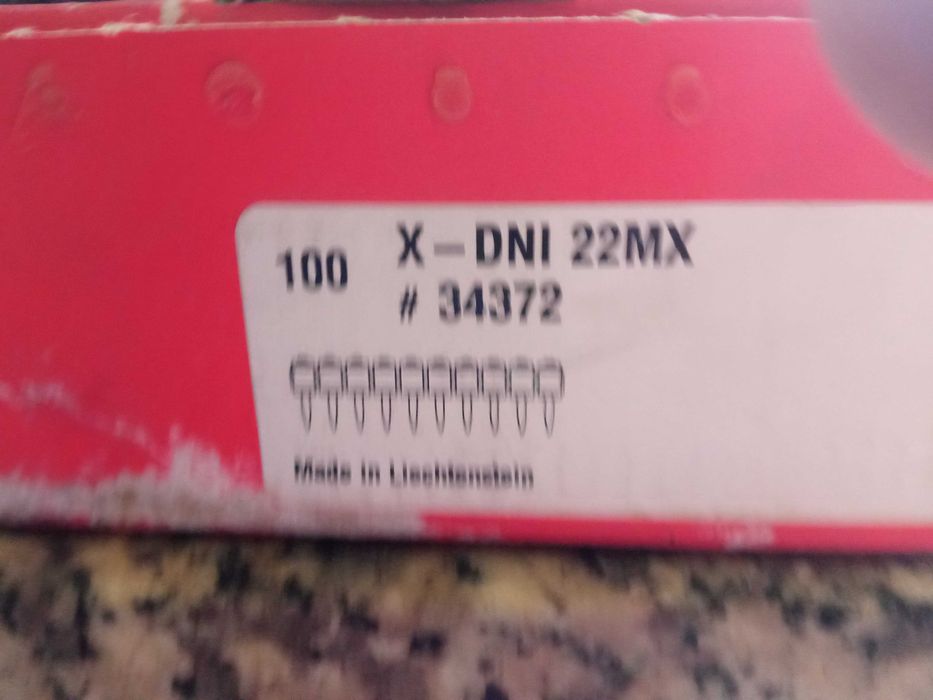 100 X-DNI 22MX
# 34372
Made in Liechtenstein